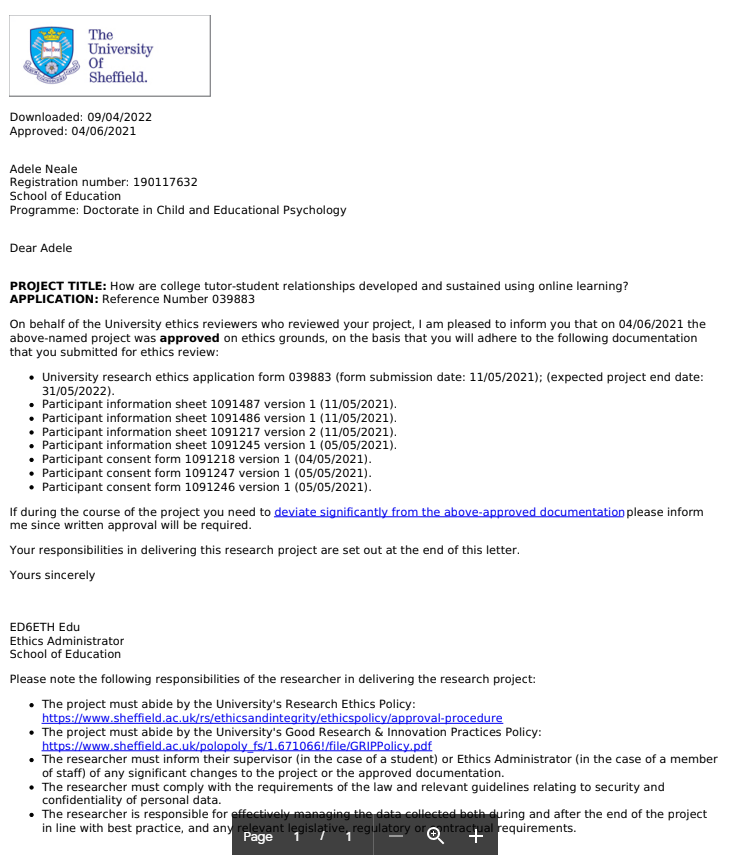 The
University
Of
Sheffield.
Downloaded: 09/04/2022
Approved: 04/06/2021
Adele Neale
Registration number: 190117632
School of Education
Programme: Doctorate in Child and Educational Psychology
Dear Adele
PROJECT TITLE: How are college tutor-student relationships developed and sustained using online learning?
APPLICATION: Reference Number 039883
On behalf of the University ethics reviewers who reviewed your project, I am pleased to inform you that on 04/06/2021 the
above-named project was approved on ethics grounds, on the basis that you will adhere to the following documentation
that you submitted for ethics review:
• University research ethics application form 039883 (form submission date: 11/05/2021); (expected project end date:
31/05/2022).
• Participant information sheet 1091487 version 1 (11/05/2021).
• Participant information sheet 1091486 version 1 (11/05/2021).
• Participant information sheet 1091217 version 2 (11/05/2021).
• Participant information sheet 1091245 version 1 (05/05/2021).
• Participant consent form 1091218 version 1 (04/05/2021).
• Participant consent form 1091247 version 1 (05/05/2021).
• Participant consent form 1091246 version 1 (05/05/2021).
If during the course of the project you need to deviate significantly from the above-approved documentation please inform
me since written approval will be required.
Your responsibilities in delivering this research project are set out at the end of this letter.
Yours sincerely
ED6ETH Edu
Ethics Administrator
School of Education
Please note the following responsibilities of the researcher in delivering the research project:
• The project must abide by the University's Research Ethics Policy:
https://www.sheffield.ac.uk/rs/ethicsandintegrity/ethicspolicy/approval-procedure
• The project must abide by the University's Good Research & Innovation Practices Policy:
https://www.sheffield.ac.uk/polopoly_fs/1.671066!/file/GRIPPolicy.pdf
• The researcher must inform their supervisor (in the case of a student) or Ethics Administrator (in the case of a member
of staff) of any significant changes to the project or the approved documentation.
• The researcher must comply with the requirements of the law and relevant guidelines relating to security and
confidentiality of personal data.
• The researcher is responsible for effectively managing the data collected both during and after the end of the project
in line with best practice, and any relevant legislative, regulatory or contractual requirements.
Page 1 / 1